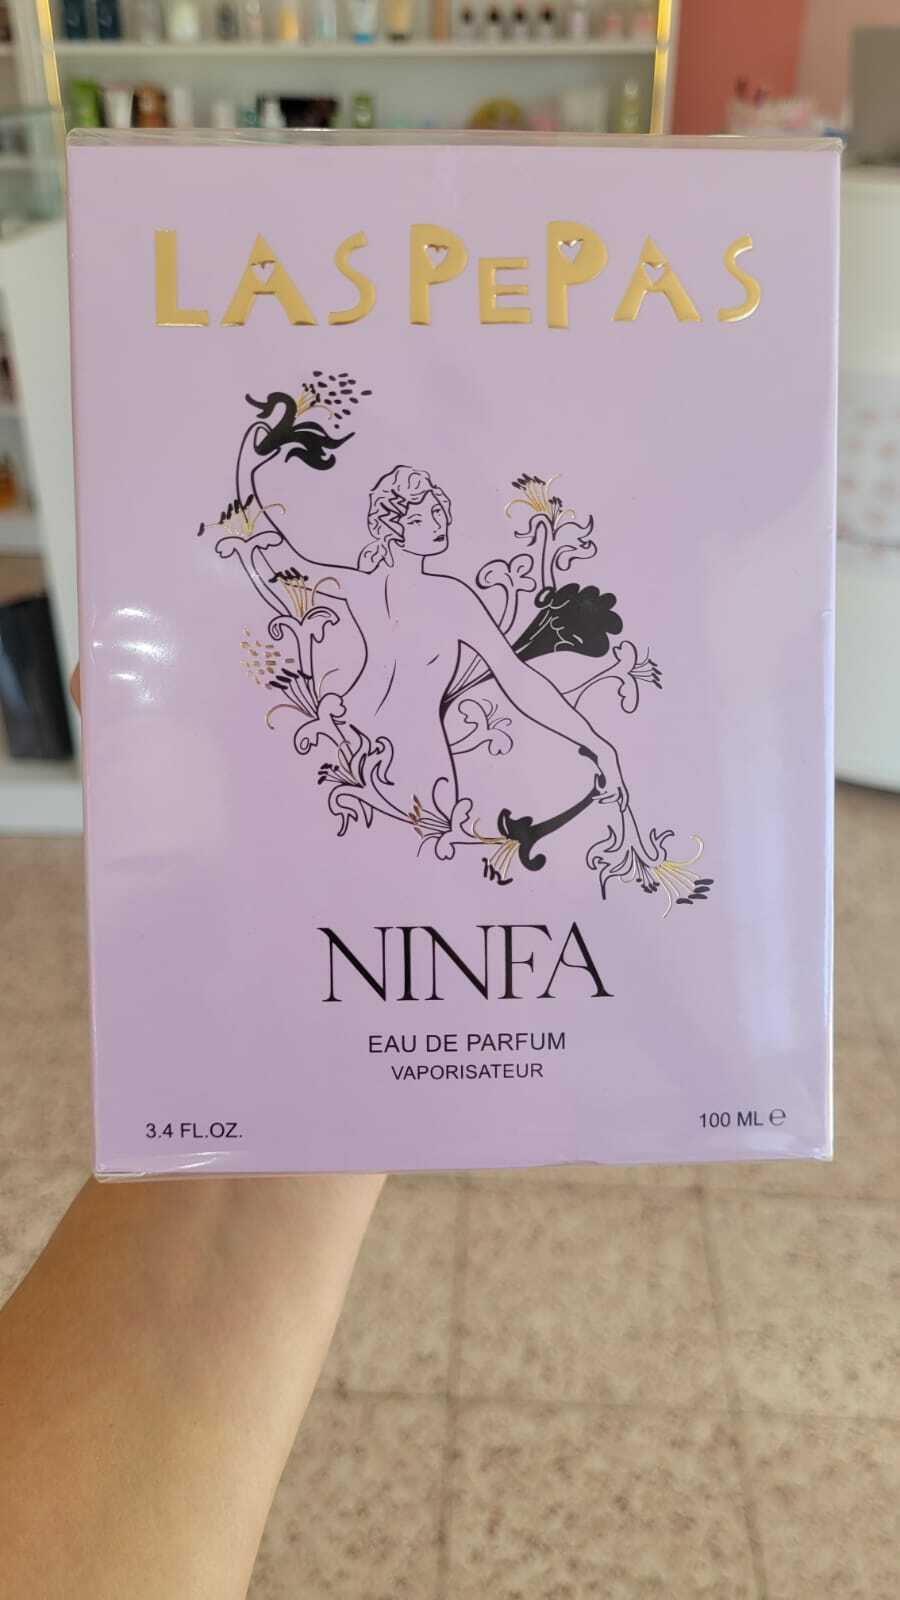 LAS PEPAS
NINFA
EAU DE PARFUM
VAPORISATEUR
3.4 FL.OZ.
100 ML ℮